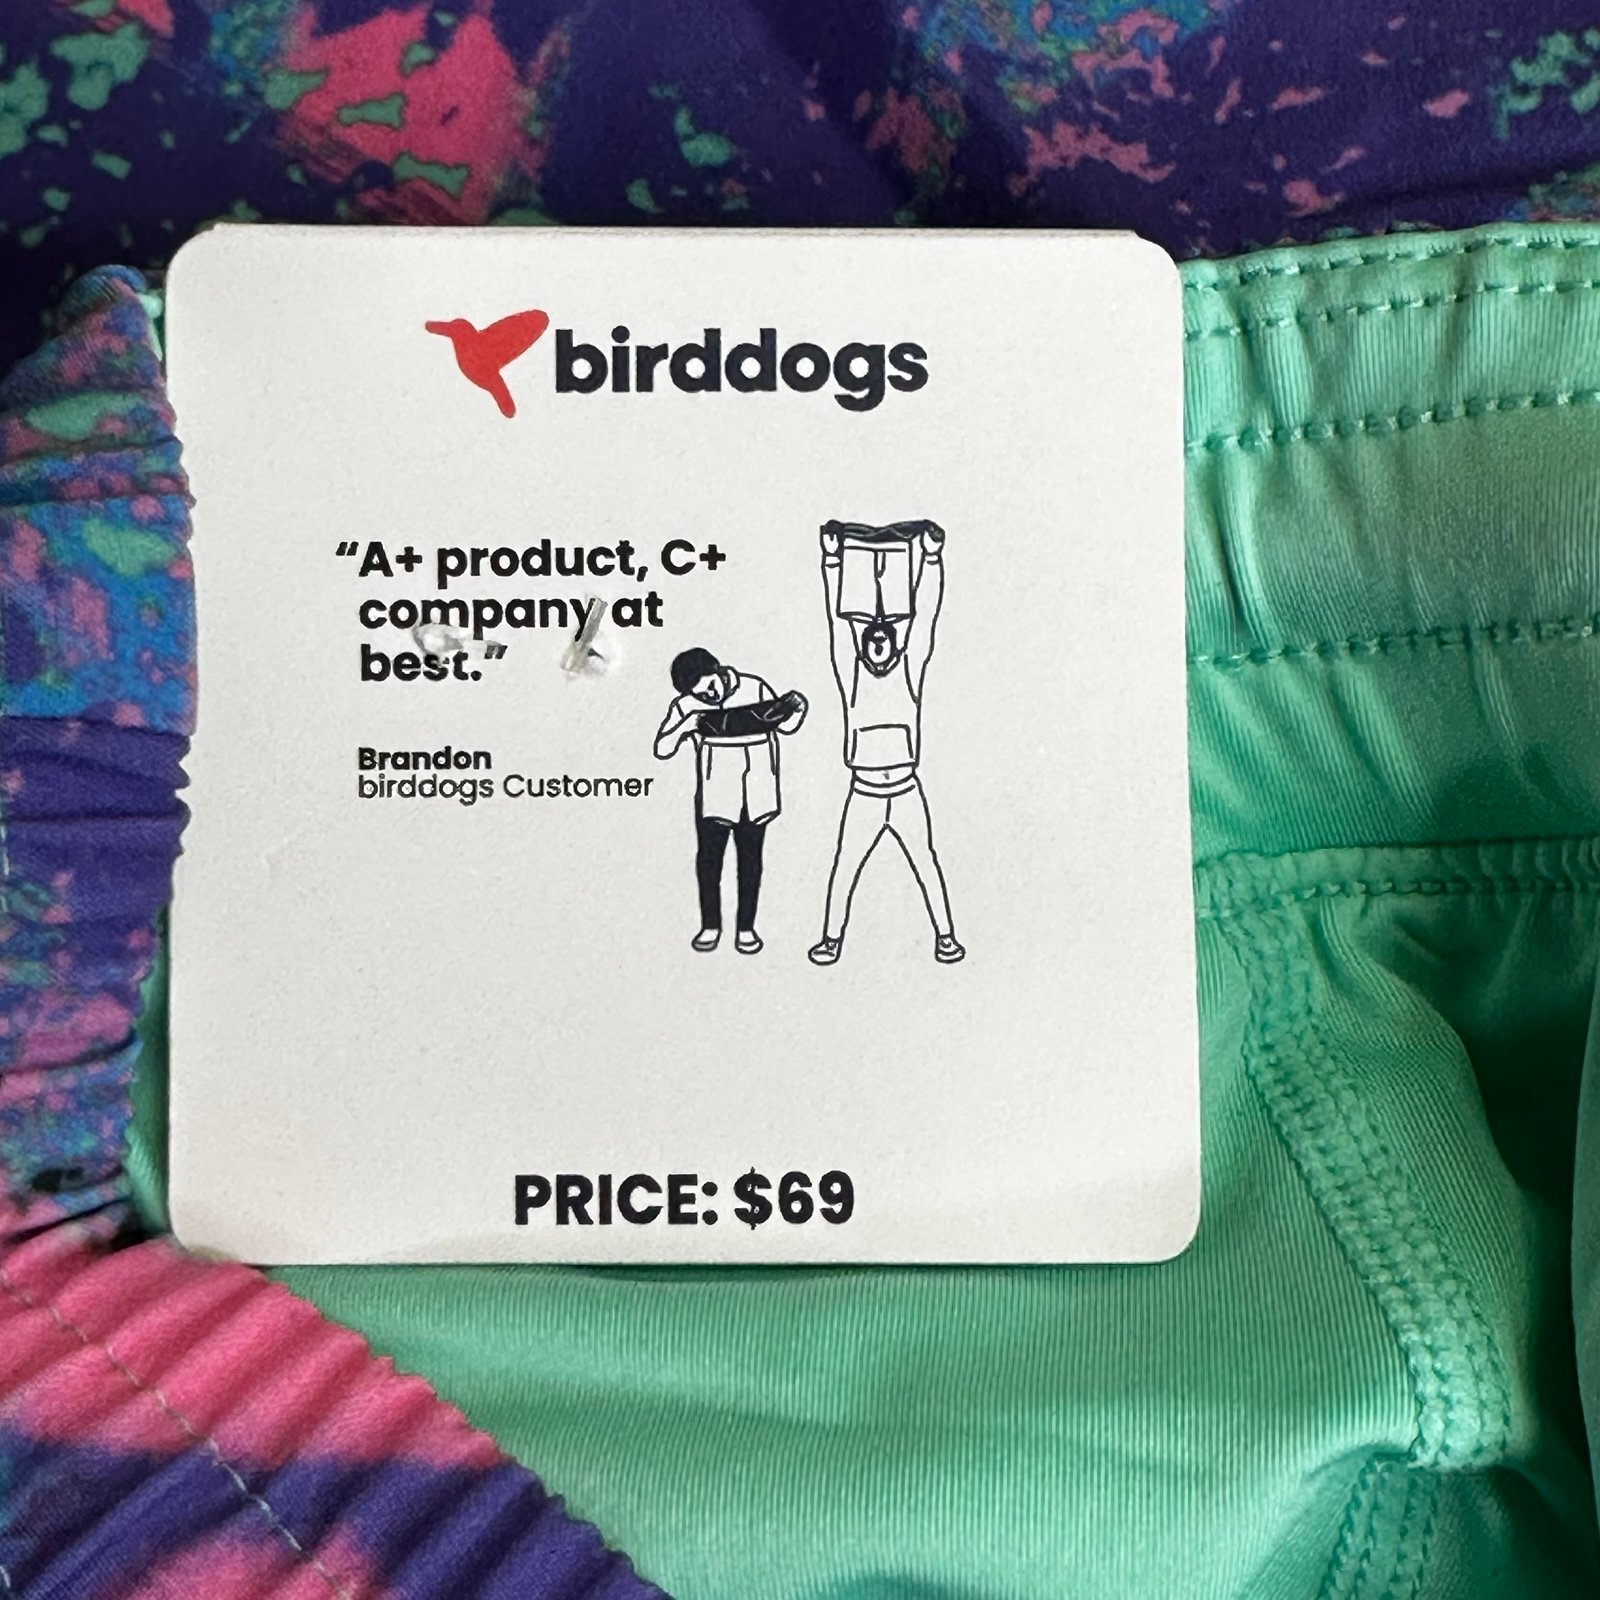 birddogs
“A+ product, C+
company at
best.”
Brandon
birddogs Customer
PRICE: $69